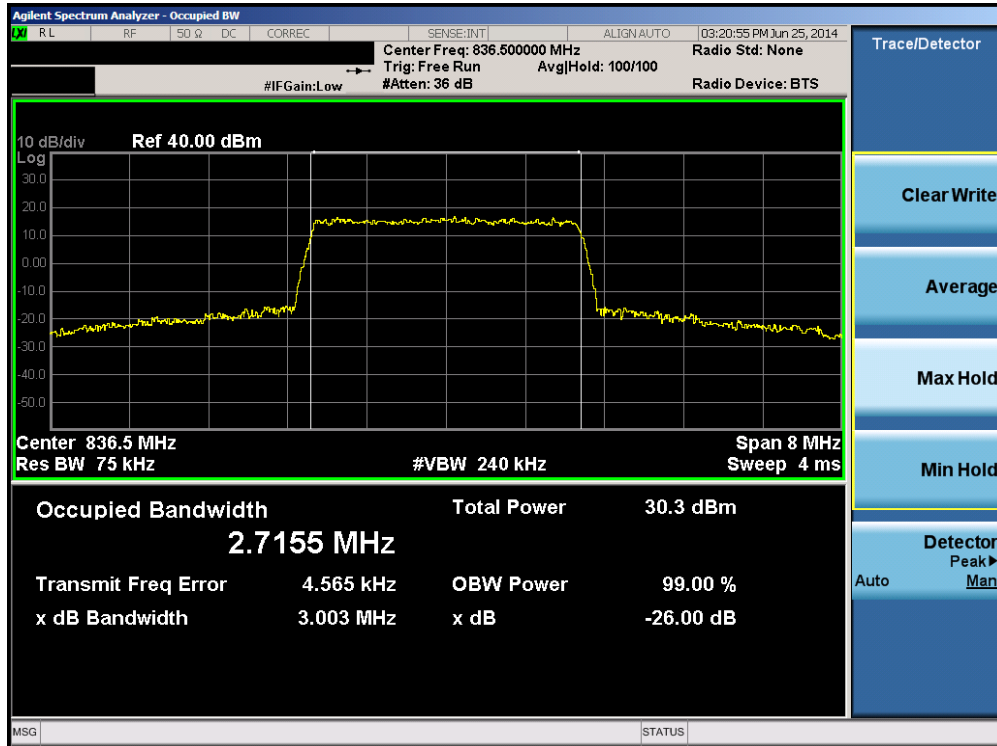 Agilent Spectrum Analyzer - Occupied BW
LXI RL RF 50 Ω DC CORREC SENSE:INT ALIGN AUTO 03:20:55 PM Jun 25, 2014
Center Freq: 836.500000 MHz Radio Std: None
Trig: Free Run Avg|Hold: 100/100
#IFGain:Low #Atten: 36 dB Radio Device: BTS
Trace/Detector
10 dB/div Ref 40.00 dBm
Log
30.0
20.0
10.0
0.00
-10.0
-20.0
-30.0
-40.0
-50.0
Center 836.5 MHz Span 8 MHz
Res BW 75 kHz #VBW 240 kHz Sweep 4 ms
Occupied Bandwidth Total Power 30.3 dBm
2.7155 MHz
Transmit Freq Error 4.565 kHz OBW Power 99.00 %
x dB Bandwidth 3.003 MHz x dB -26.00 dB
Clear Write
Average
Max Hold
Min Hold
Detector
Peak▶
Auto Man
MSG STATUS